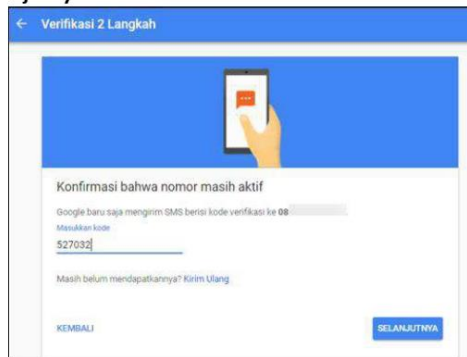 Verifikasi 2 Langkah
Konfirmasi bahwa nomor masih aktif
Google baru saja mengirim SMS berisi kode verifikasi ke 08
Masukkan kode
527032
Masih belum mendapatkannya? Kirim Ulang
KEMBALI
SELANJUTNYA